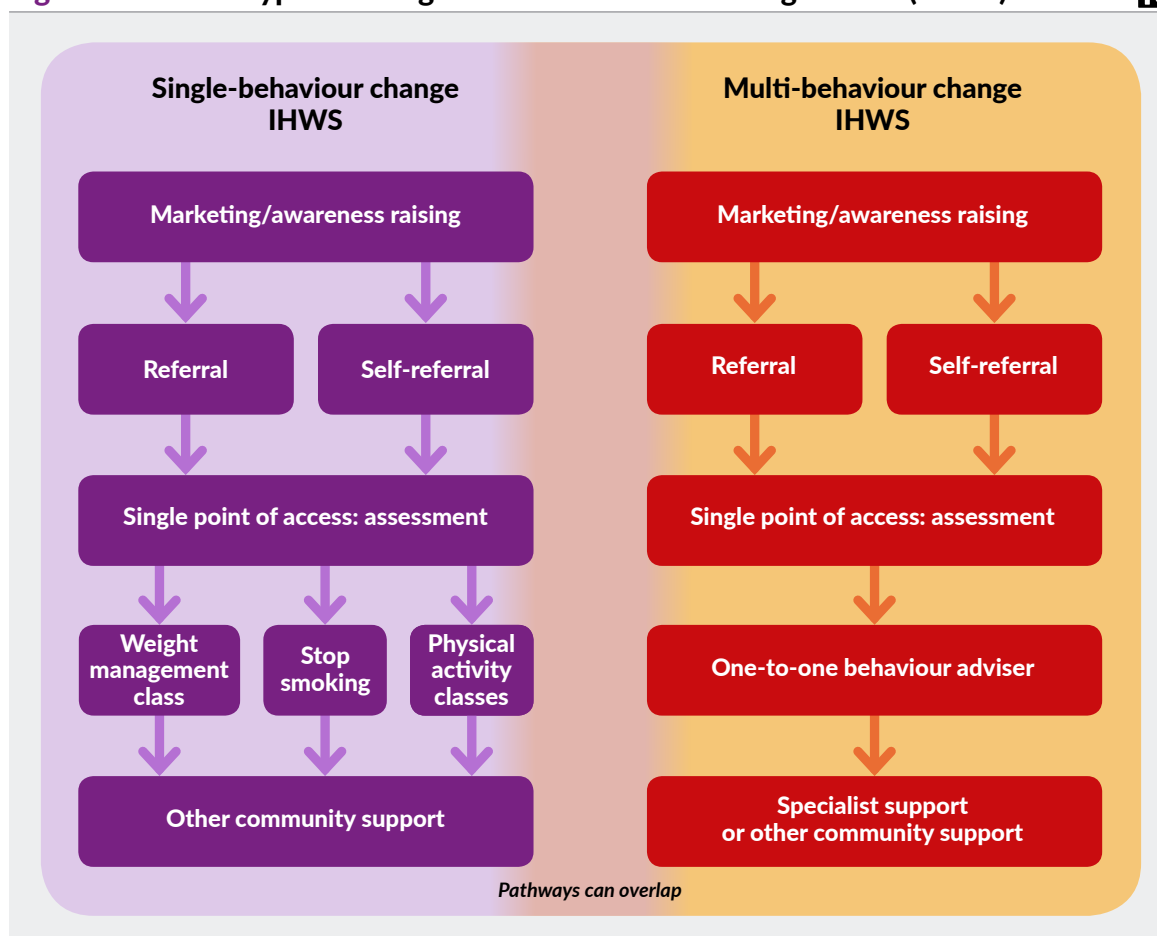 Single-behaviour change
IHWS
Marketing/awareness raising
Referral
Self-referral
Single point of access: assessment
Weight
management
class
Stop
smoking
Physical
activity
classes
Other community support
Multi-behaviour change
IHWS
Marketing/awareness raising
Referral
Self-referral
Single point of access: assessment
One-to-one behaviour adviser
Specialist support
or other community support
Pathways can overlap